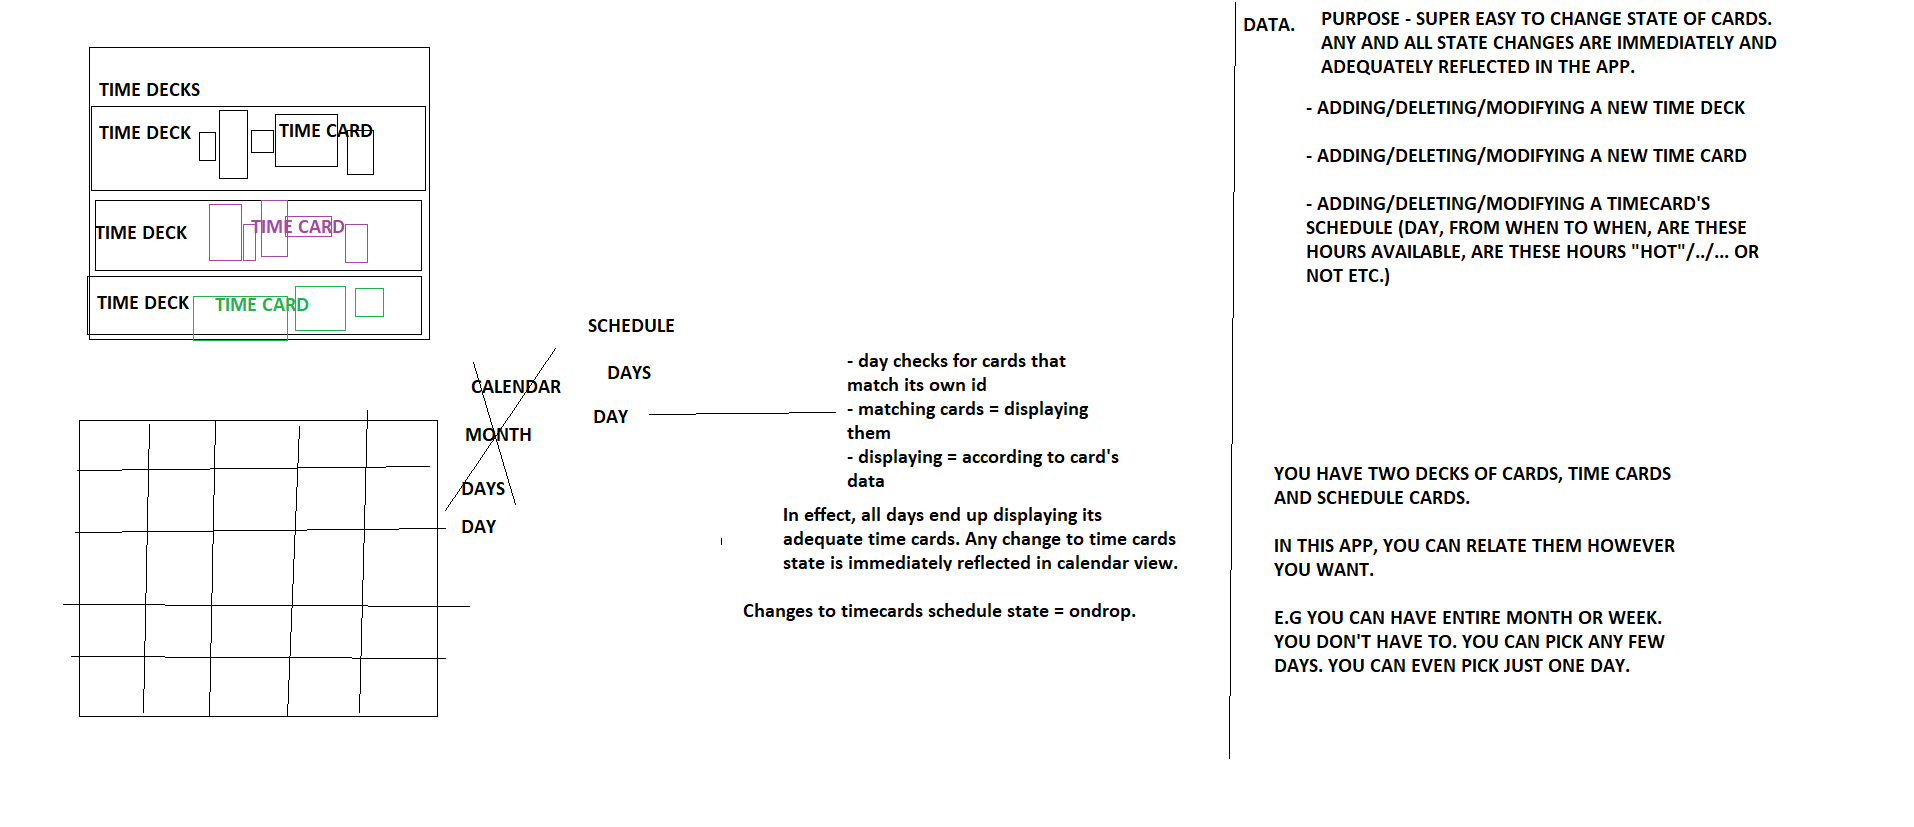 TIME DECKS
TIME DECK
TIME CARD
TIME DECK
TIME CARD
TIME DECK
TIME CARD
CALENDAR
MONTH
DAYS
DAY
SCHEDULE
DAYS
DAY
- day checks for cards that
match its own id
- matching cards = displaying
them
- displaying = according to card's
data
In effect, all days end up displaying its
adequate time cards. Any change to time cards
state is immediately reflected in calendar view.
Changes to timecards schedule state = ondrop.
DATA.
PURPOSE - SUPER EASY TO CHANGE STATE OF CARDS.
ANY AND ALL STATE CHANGES ARE IMMEDIATELY AND
ADEQUATELY REFLECTED IN THE APP.
- ADDING/DELETING/MODIFYING A NEW TIME DECK
- ADDING/DELETING/MODIFYING A NEW TIME CARD
- ADDING/DELETING/MODIFYING A TIMECARD'S
SCHEDULE (DAY, FROM WHEN TO WHEN, ARE THESE
HOURS AVAILABLE, ARE THESE HOURS "HOT"/../... OR
NOT ETC.)
YOU HAVE TWO DECKS OF CARDS, TIME CARDS
AND SCHEDULE CARDS.
IN THIS APP, YOU CAN RELATE THEM HOWEVER
YOU WANT.
E.G YOU CAN HAVE ENTIRE MONTH OR WEEK.
YOU DON'T HAVE TO. YOU CAN PICK ANY FEW
DAYS. YOU CAN EVEN PICK JUST ONE DAY.